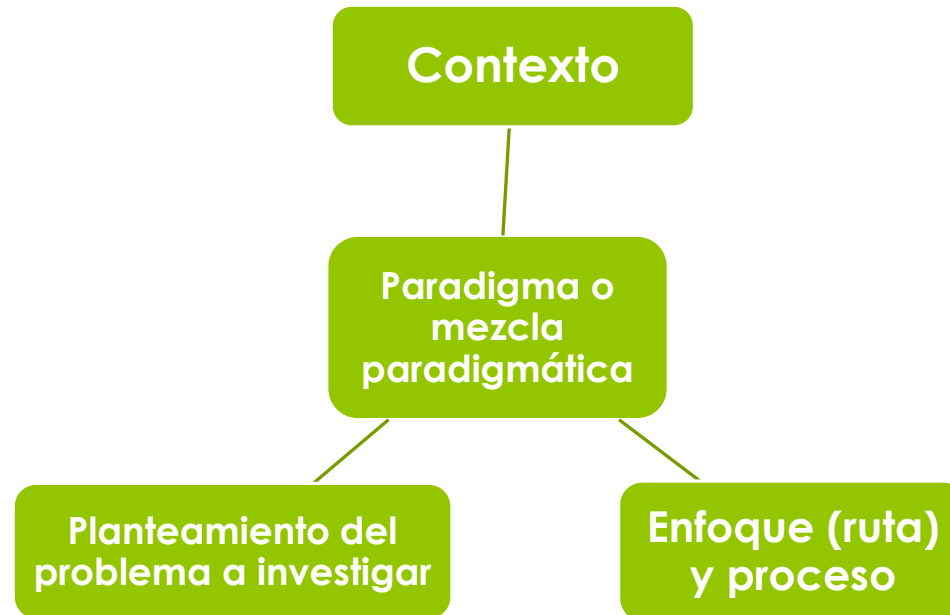 Contexto
Paradigma o
mezcla
paradigmática
Planteamiento del
problema a investigar
Enfoque (ruta)
y proceso